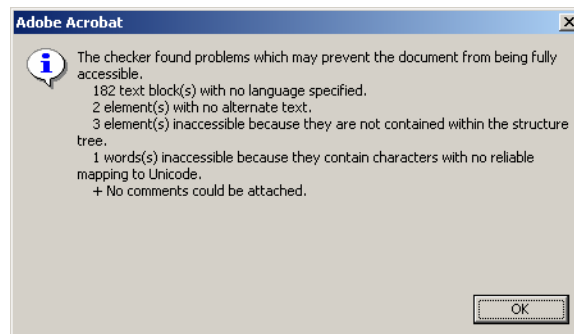 Adobe Acrobat
The checker found problems which may prevent the document from being fully
accessible.
182 text block(s) with no language specified.
2 element(s) with no alternate text.
3 element(s) inaccessible because they are not contained within the structure
tree.
1 words(s) inaccessible because they contain characters with no reliable
mapping to Unicode.
+ No comments could be attached.
OK